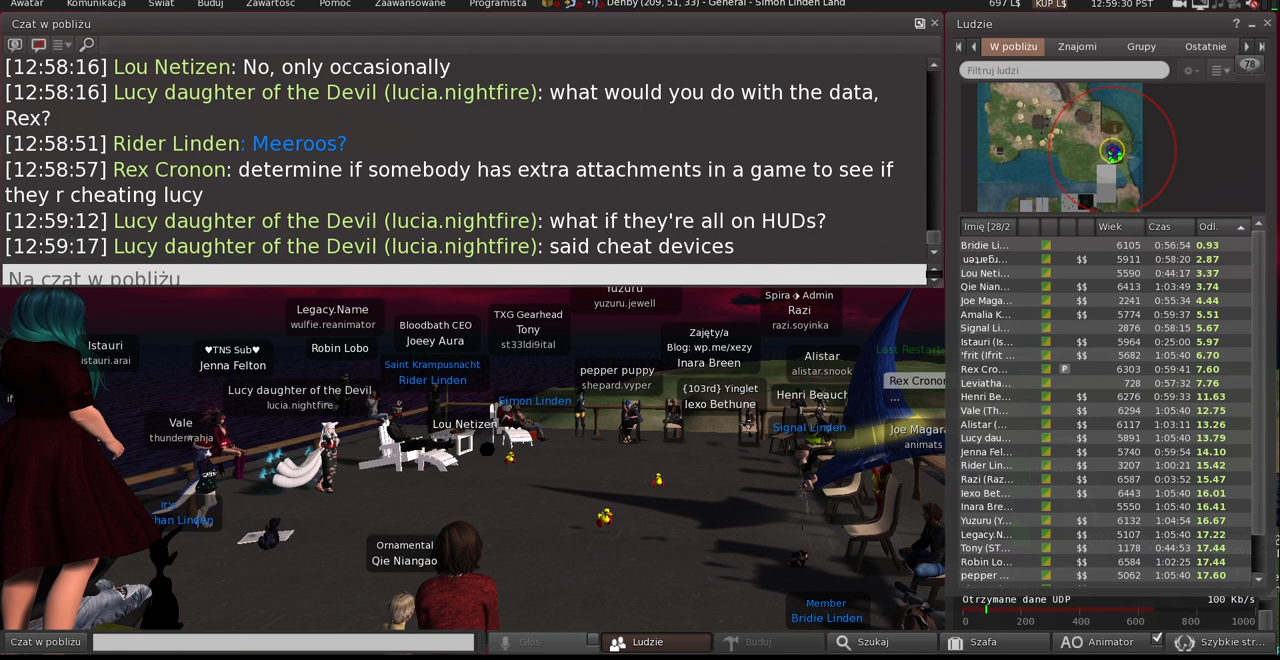 Awatar Komunikacja Świat Buduj Zawartość Pomoc Zaawansowane Programista Denby (209, 51, 33) - General - Simon Linden Land 697 L$ KUP L$ 12:59:30 PST
Czat w pobliżu
[12:58:16] Lou Netizen: No, only occasionally
[12:58:16] Lucy daughter of the Devil (lucia.nightfire): what would you do with the data,
Rex?
[12:58:51] Rider Linden: Meeroos?
[12:58:57] Rex Cronon: determine if somebody has extra attachments in a game to see if
they r cheating lucy
[12:59:12] Lucy daughter of the Devil (lucia.nightfire): what if they're all on HUDs?
[12:59:17] Lucy daughter of the Devil (lucia.nightfire): said cheat devices
Na czat w pobliżu
Yuzuru
yuzuru.jewell
Spira ⬗ Admin
Razi
razi.soyinka
Legacy.Name
wulfie.reanimator
TXG Gearhead
Tony
st33ldi9ital
Bloodbath CEO
Joeey Aura
Zajęty/a
Blog: wp.me/xezy
Inara Breen
Istauri
istauri.arai
♥TNS Sub♥
Jenna Felton
Robin Lobo
Saint Krampusnacht
Rider Linden
pepper puppy
shepard.vyper
Alistar
alistar.snook
Last Restart:
Rex Cronon
...
Lucy daughter of the Devil
lucia.nightfire
{103rd} Yinglet
Iexo Bethune
Henri Beauch
Simon Linden
Lou Netizen
Signal Linden
Joe Magarac
animats
if
Vale
thunder.rahja
It's
han Linden
Ornamental
Qie Niangao
Member
Bridie Linden
Ludzie
? _ ×
W pobliżu Znajomi Grupy Ostatnie
Filtruj ludzi 78
Imię [28/2 Wiek Czas Odl.
Bridie Li... 6105 0:56:54 0.93
uɐʇɹɐƃu... $$ 5911 0:58:20 2.87
Lou Neti... 5590 0:44:17 3.37
Qie Nian... $$ 6413 1:03:49 3.74
Joe Maga... $$ 2241 0:55:34 4.44
Amalia K... $$ 5774 0:59:37 5.51
Signal Li... 2876 0:58:15 5.67
Istauri (Is... $$ 5964 0:25:00 5.97
'frit (Ifrit ... $$ 5682 1:05:40 6.70
Rex Cro... P 6303 0:59:41 7.60
Leviatha... 728 0:57:32 7.76
Henri Be... $$ 6276 0:59:33 11.63
Vale (Th... $$ 6294 1:05:40 12.75
Alistar (... $$ 6117 1:03:11 13.26
Lucy dau... $$ 5891 1:05:40 13.79
Jenna Fel... $$ 5740 0:59:54 14.10
Rider Lin... $$ 3207 1:00:21 15.42
Razi (Raz... $$ 6587 0:03:52 15.47
Iexo Bet... $$ 6443 1:05:40 16.01
Inara Bre... 5550 1:05:40 16.41
Yuzuru (Y... $$ 6132 1:04:54 16.67
Legacy.N... $$ 5107 1:05:40 17.22
Tony (ST... $$ 1178 0:44:53 17.44
Robin Lo... $$ 6584 1:02:25 17.44
pepper ... $$ 5062 1:05:40 17.60
Otrzymane dane UDP 100 Kb/s
0 200 400 600 800 1000
Czat w pobliżu Głos Ludzie Buduj Szukaj Szafa AO Animator Szybkie str...